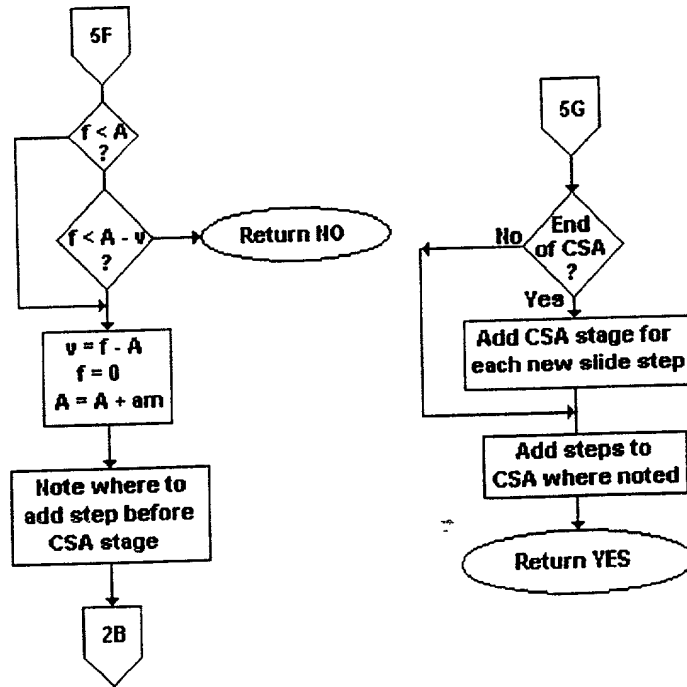 5F
f < A
?
f < A - v
?
Return NO
v = f - A
f = 0
A = A + am
Note where to
add step before
CSA stage
2B
5G
End
of CSA
?
No
Yes
Add CSA stage for
each new slide step
Add steps to
CSA where noted
Return YES